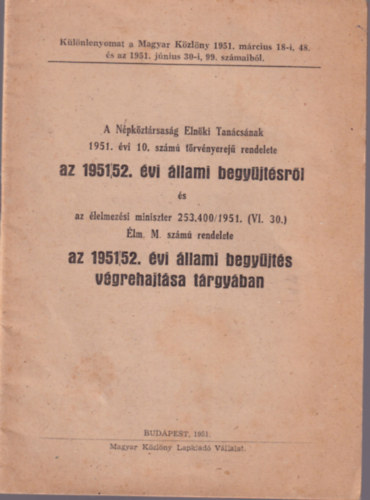 Különlenyomat a Magyar Közlöny 1951. március 18-i, 48.
és az 1951. június 30-i, 99. számaiból.
A Népköztársaság Elnöki Tanácsának
1951. évi 10. számú törvényerejű rendelete
az 1951/52. évi állami begyüjtésről
és
az élelmezési miniszter 253.400/1951. (VI. 30.)
Élm. M. számú rendelete
az 1951/52. évi állami begyüjtés
végrehajtása tárgyában
BUDAPEST, 1951.
Magyar Közlöny Lapkiadó Vállalat.